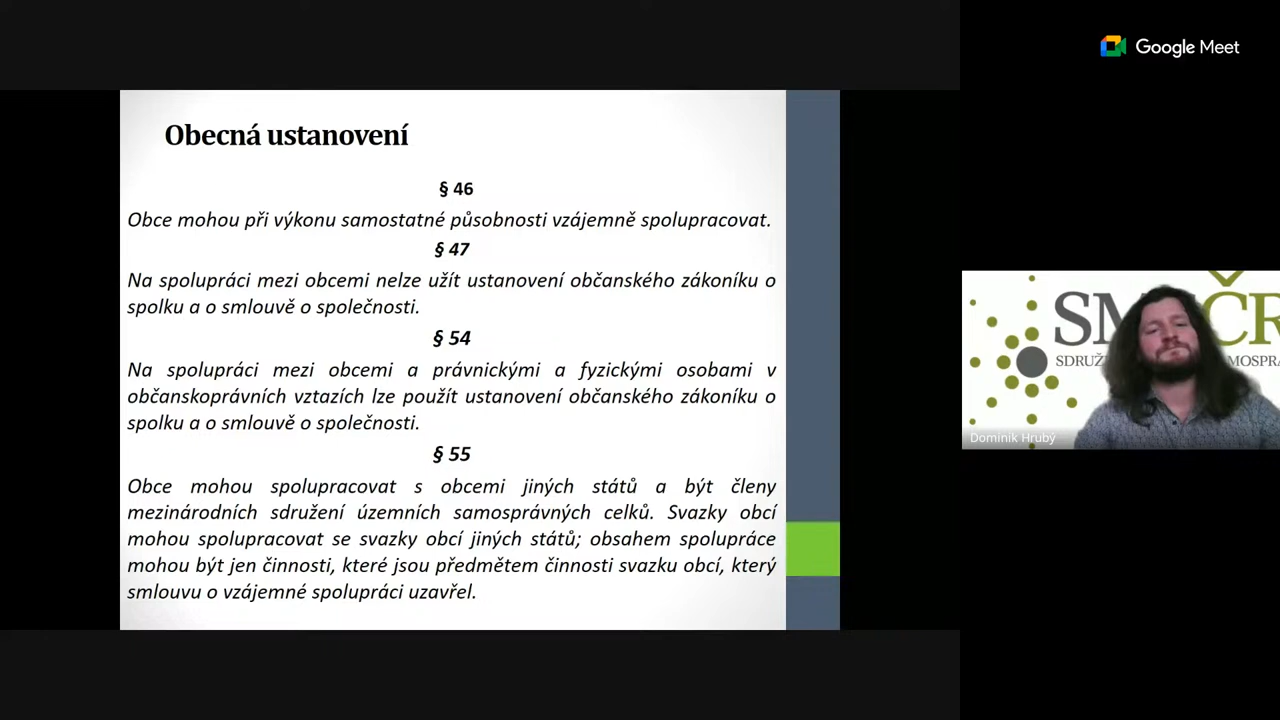 Google Meet
Obecná ustanovení
§ 46
Obce mohou při výkonu samostatné působnosti vzájemně spolupracovat.
§ 47
Na spolupráci mezi obcemi nelze užít ustanovení občanského zákoníku o
spolku a o smlouvě o společnosti.
§ 54
Na spolupráci mezi obcemi a právnickými a fyzickými osobami v
občanskoprávních vztazích lze použít ustanovení občanského zákoníku o
spolku a o smlouvě o společnosti.
§ 55
Obce mohou spolupracovat s obcemi jiných států a být členy
mezinárodních sdružení územních samosprávných celků. Svazky obcí
mohou spolupracovat se svazky obcí jiných států; obsahem spolupráce
mohou být jen činnosti, které jsou předmětem činnosti svazku obcí, který
smlouvu o vzájemné spolupráci uzavřel.
Dominik Hrubý